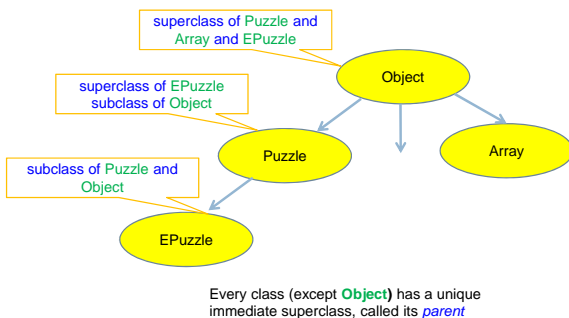 superclass of Puzzle and
Array and EPuzzle
Object
superclass of EPuzzle
subclass of Object
Puzzle
Array
subclass of Puzzle and
Object
EPuzzle
Every class (except Object) has a unique
immediate superclass, called its parent